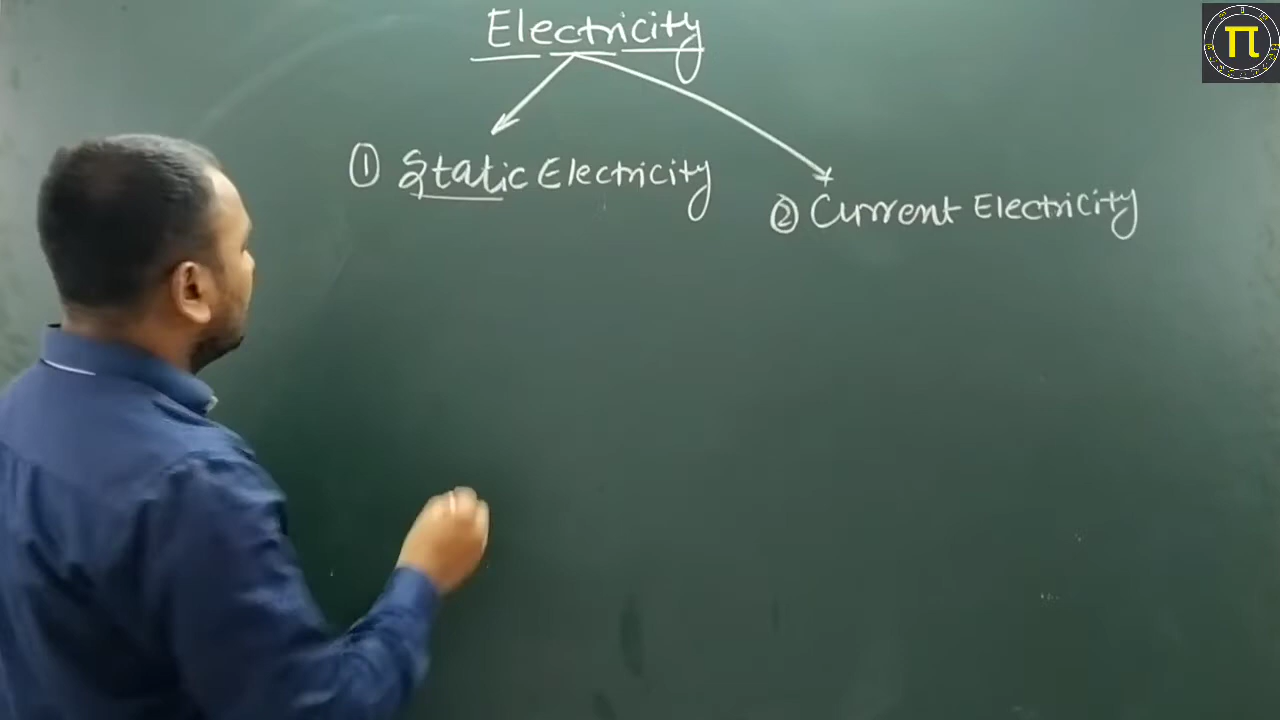 Electricity
① Static Electricity
② Current Electricity
π